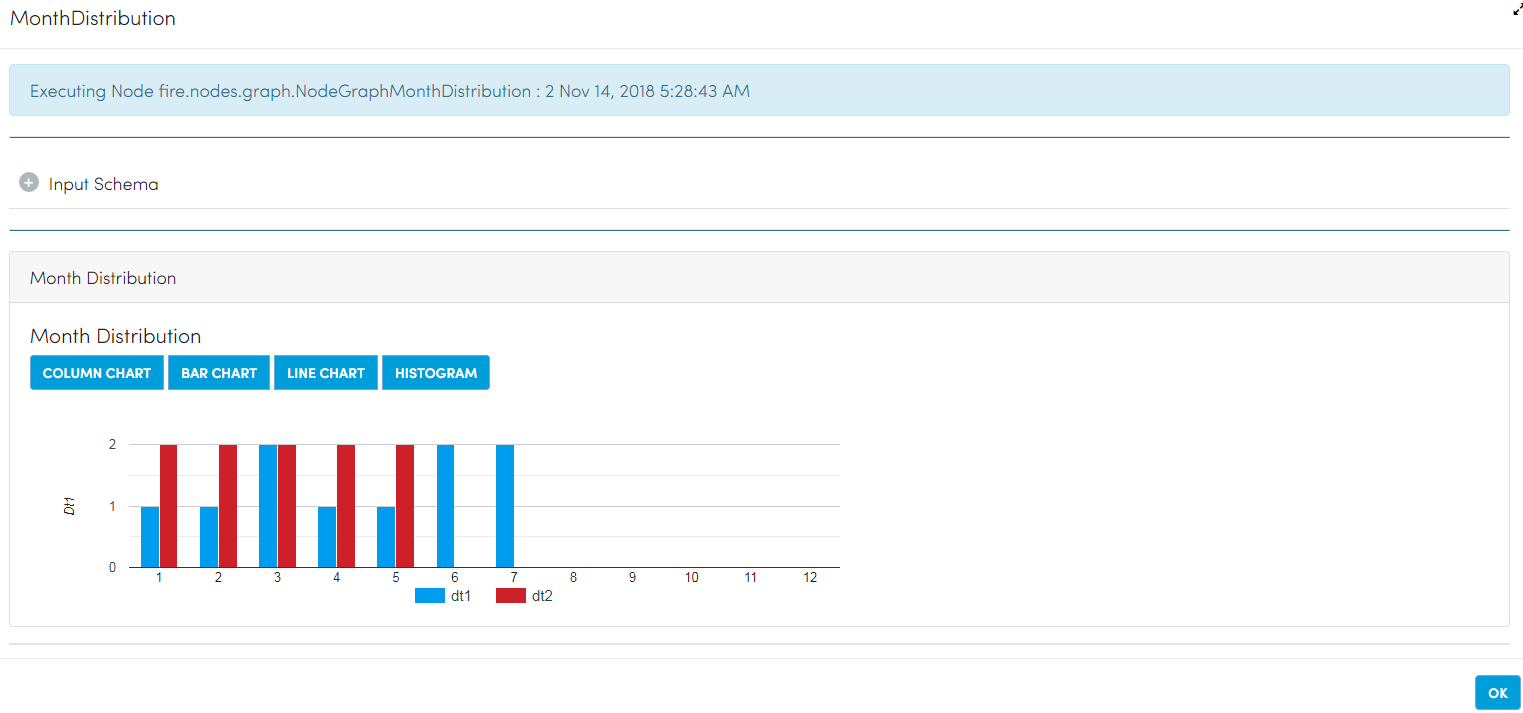 MonthDistribution
Executing Node fire.nodes.graph.NodeGraphMonthDistribution : 2 Nov 14, 2018 5:28:43 AM
Input Schema
Month Distribution
Month Distribution
COLUMN CHART BAR CHART LINE CHART HISTOGRAM
2
1
0
Dt1
1 2 3 4 5 6 7 8 9 10 11 12
dt1 dt2
OK